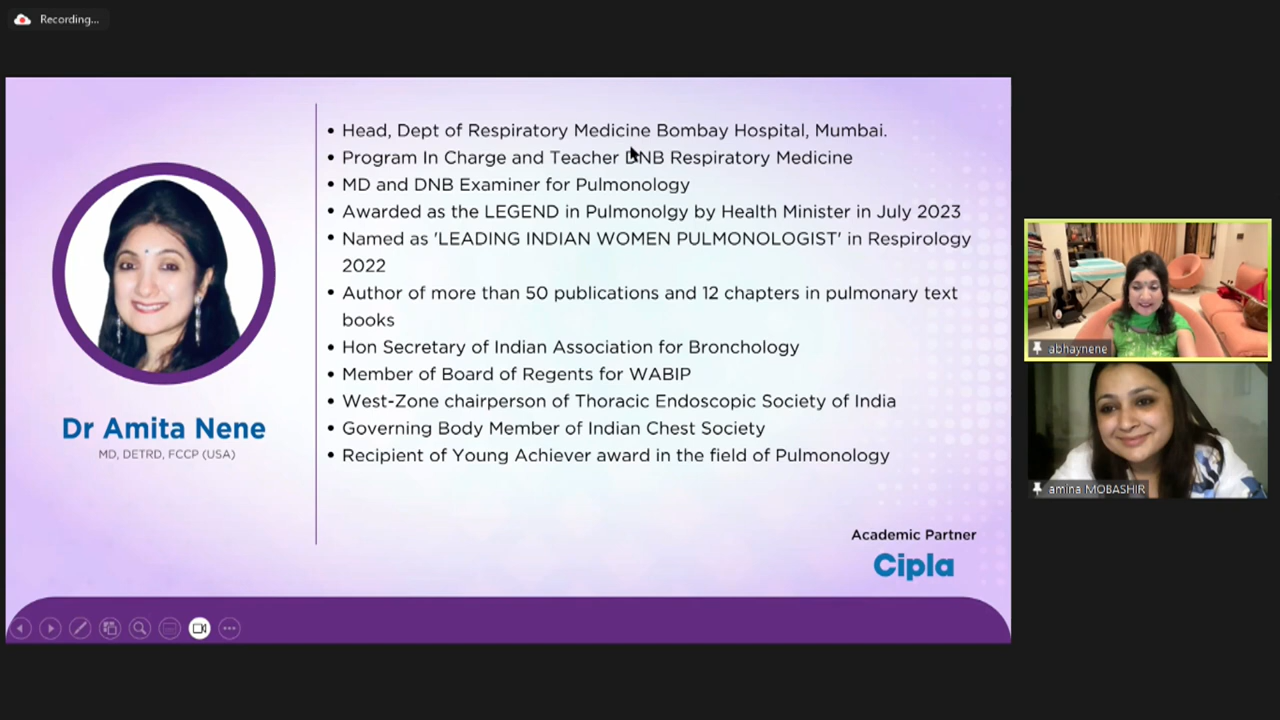 Recording...
• Head, Dept of Respiratory Medicine Bombay Hospital, Mumbai.
• Program In Charge and Teacher DNB Respiratory Medicine
• MD and DNB Examiner for Pulmonology
• Awarded as the LEGEND in Pulmonolgy by Health Minister in July 2023
• Named as 'LEADING INDIAN WOMEN PULMONOLOGIST' in Respirology
2022
• Author of more than 50 publications and 12 chapters in pulmonary text
books
• Hon Secretary of Indian Association for Bronchology
• Member of Board of Regents for WABIP
• West-Zone chairperson of Thoracic Endoscopic Society of India
• Governing Body Member of Indian Chest Society
• Recipient of Young Achiever award in the field of Pulmonology
Dr Amita Nene
MD, DETRD, FCCP (USA)
Academic Partner
Cipla
abhaynene
amina MOBASHIR